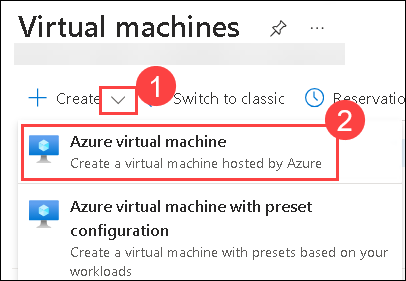 Virtual machines
1
Create
Switch to classic
Reservatio
2
Azure virtual machine
Create a virtual machine hosted by Azure
Azure virtual machine with preset
configuration
Create a virtual machine with presets based on your
workloads